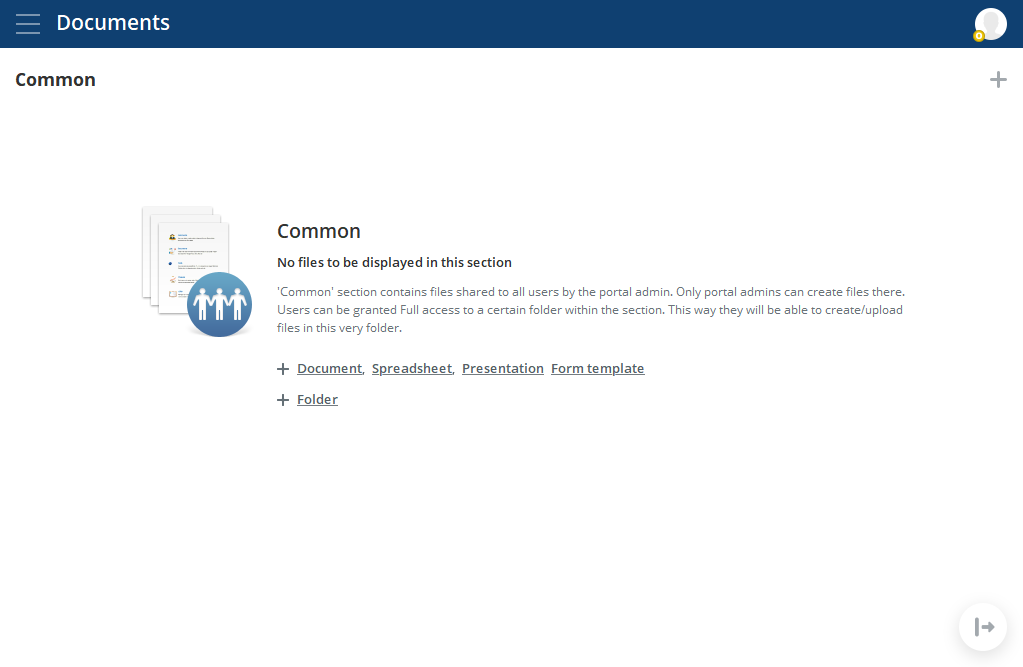 Documents
Common
Common
No files to be displayed in this section
'Common' section contains files shared to all users by the portal admin. Only portal admins can create files there.
Users can be granted Full access to a certain folder within the section. This way they will be able to create/upload
files in this very folder.
Document, Spreadsheet, Presentation Form template
Folder